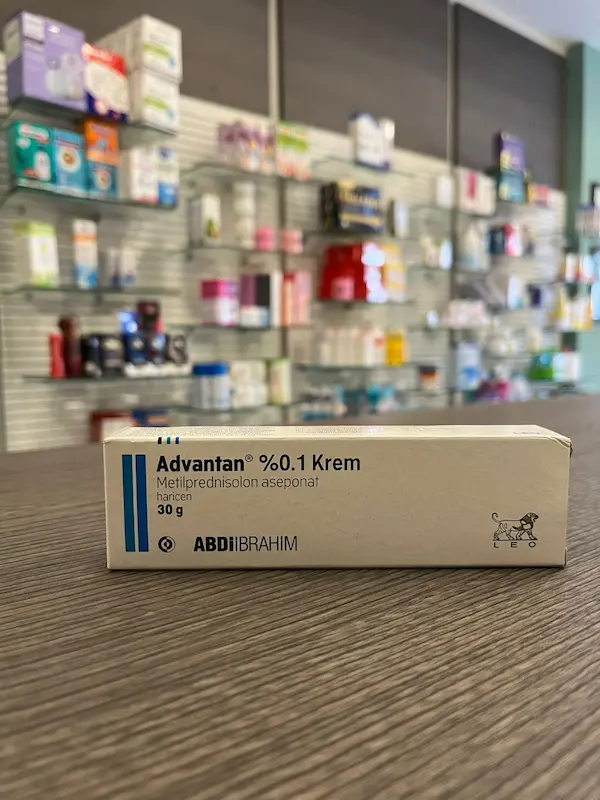 Advantan® %0.1 Krem
Metilprednisolon aseponat
haricen
30 g
ABDİİBRAHİM
LEO